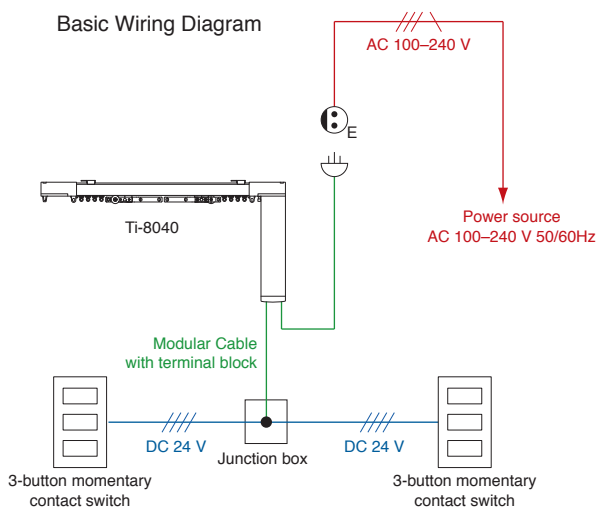 Basic Wiring Diagram
AC 100–240 V
E
Ti-8040
Power source
AC 100–240 V 50/60Hz
Modular Cable
with terminal block
DC 24 V
DC 24 V
Junction box
3-button momentary
contact switch
3-button momentary
contact switch